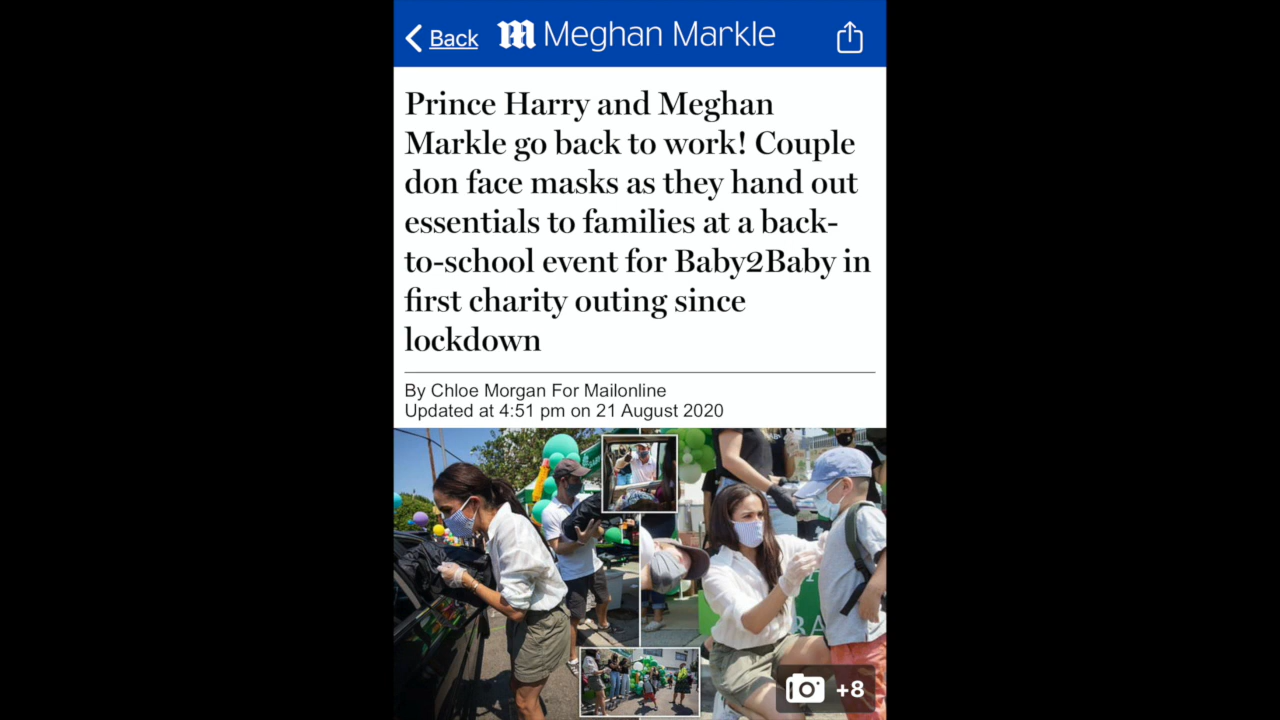 Back M Meghan Markle
Prince Harry and Meghan
Markle go back to work! Couple
don face masks as they hand out
essentials to families at a back-
to-school event for Baby2Baby in
first charity outing since
lockdown
By Chloe Morgan For Mailonline
Updated at 4:51 pm on 21 August 2020
BA
+8